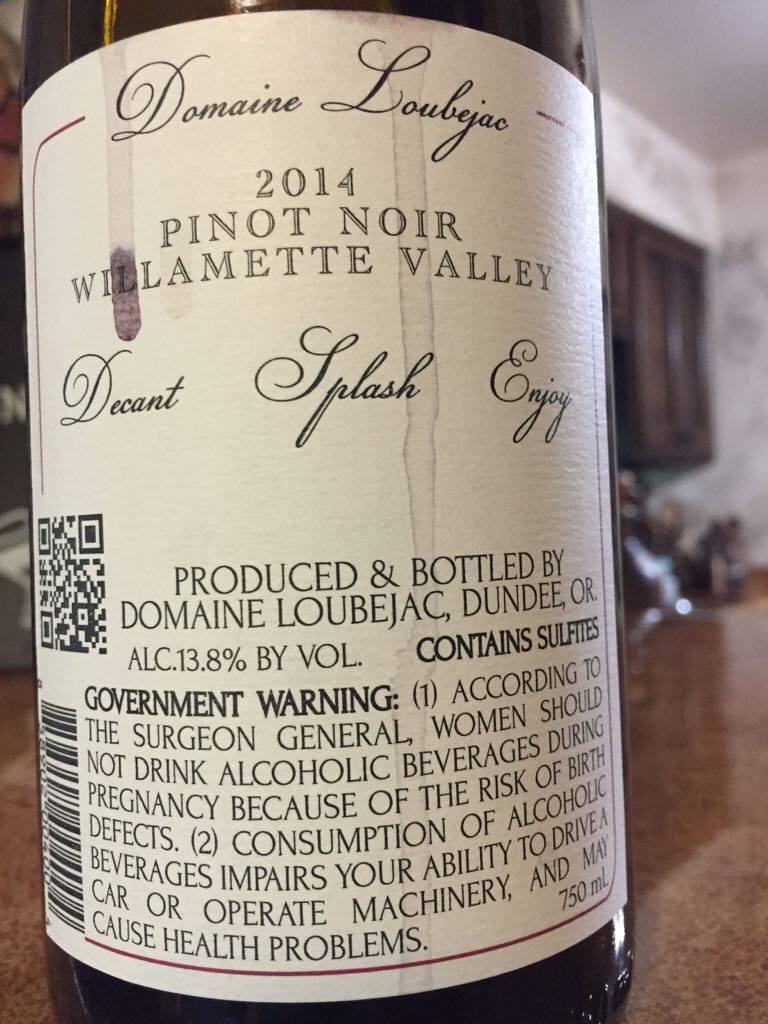 Domaine Loubejac
2014
PINOT NOIR
WILLAMETTE VALLEY
Decant Splash Enjoy
PRODUCED & BOTTLED BY
DOMAINE LOUBEJAC, DUNDEE, OR.
ALC.13.8% BY VOL. CONTAINS SULFITES
GOVERNMENT WARNING: (1) ACCORDING TO
THE SURGEON GENERAL, WOMEN SHOULD
NOT DRINK ALCOHOLIC BEVERAGES DURING
PREGNANCY BECAUSE OF THE RISK OF BIRTH
DEFECTS. (2) CONSUMPTION OF ALCOHOLIC
BEVERAGES IMPAIRS YOUR ABILITY TO DRIVE A
CAR OR OPERATE MACHINERY, AND MAY
CAUSE HEALTH PROBLEMS.
750 mL